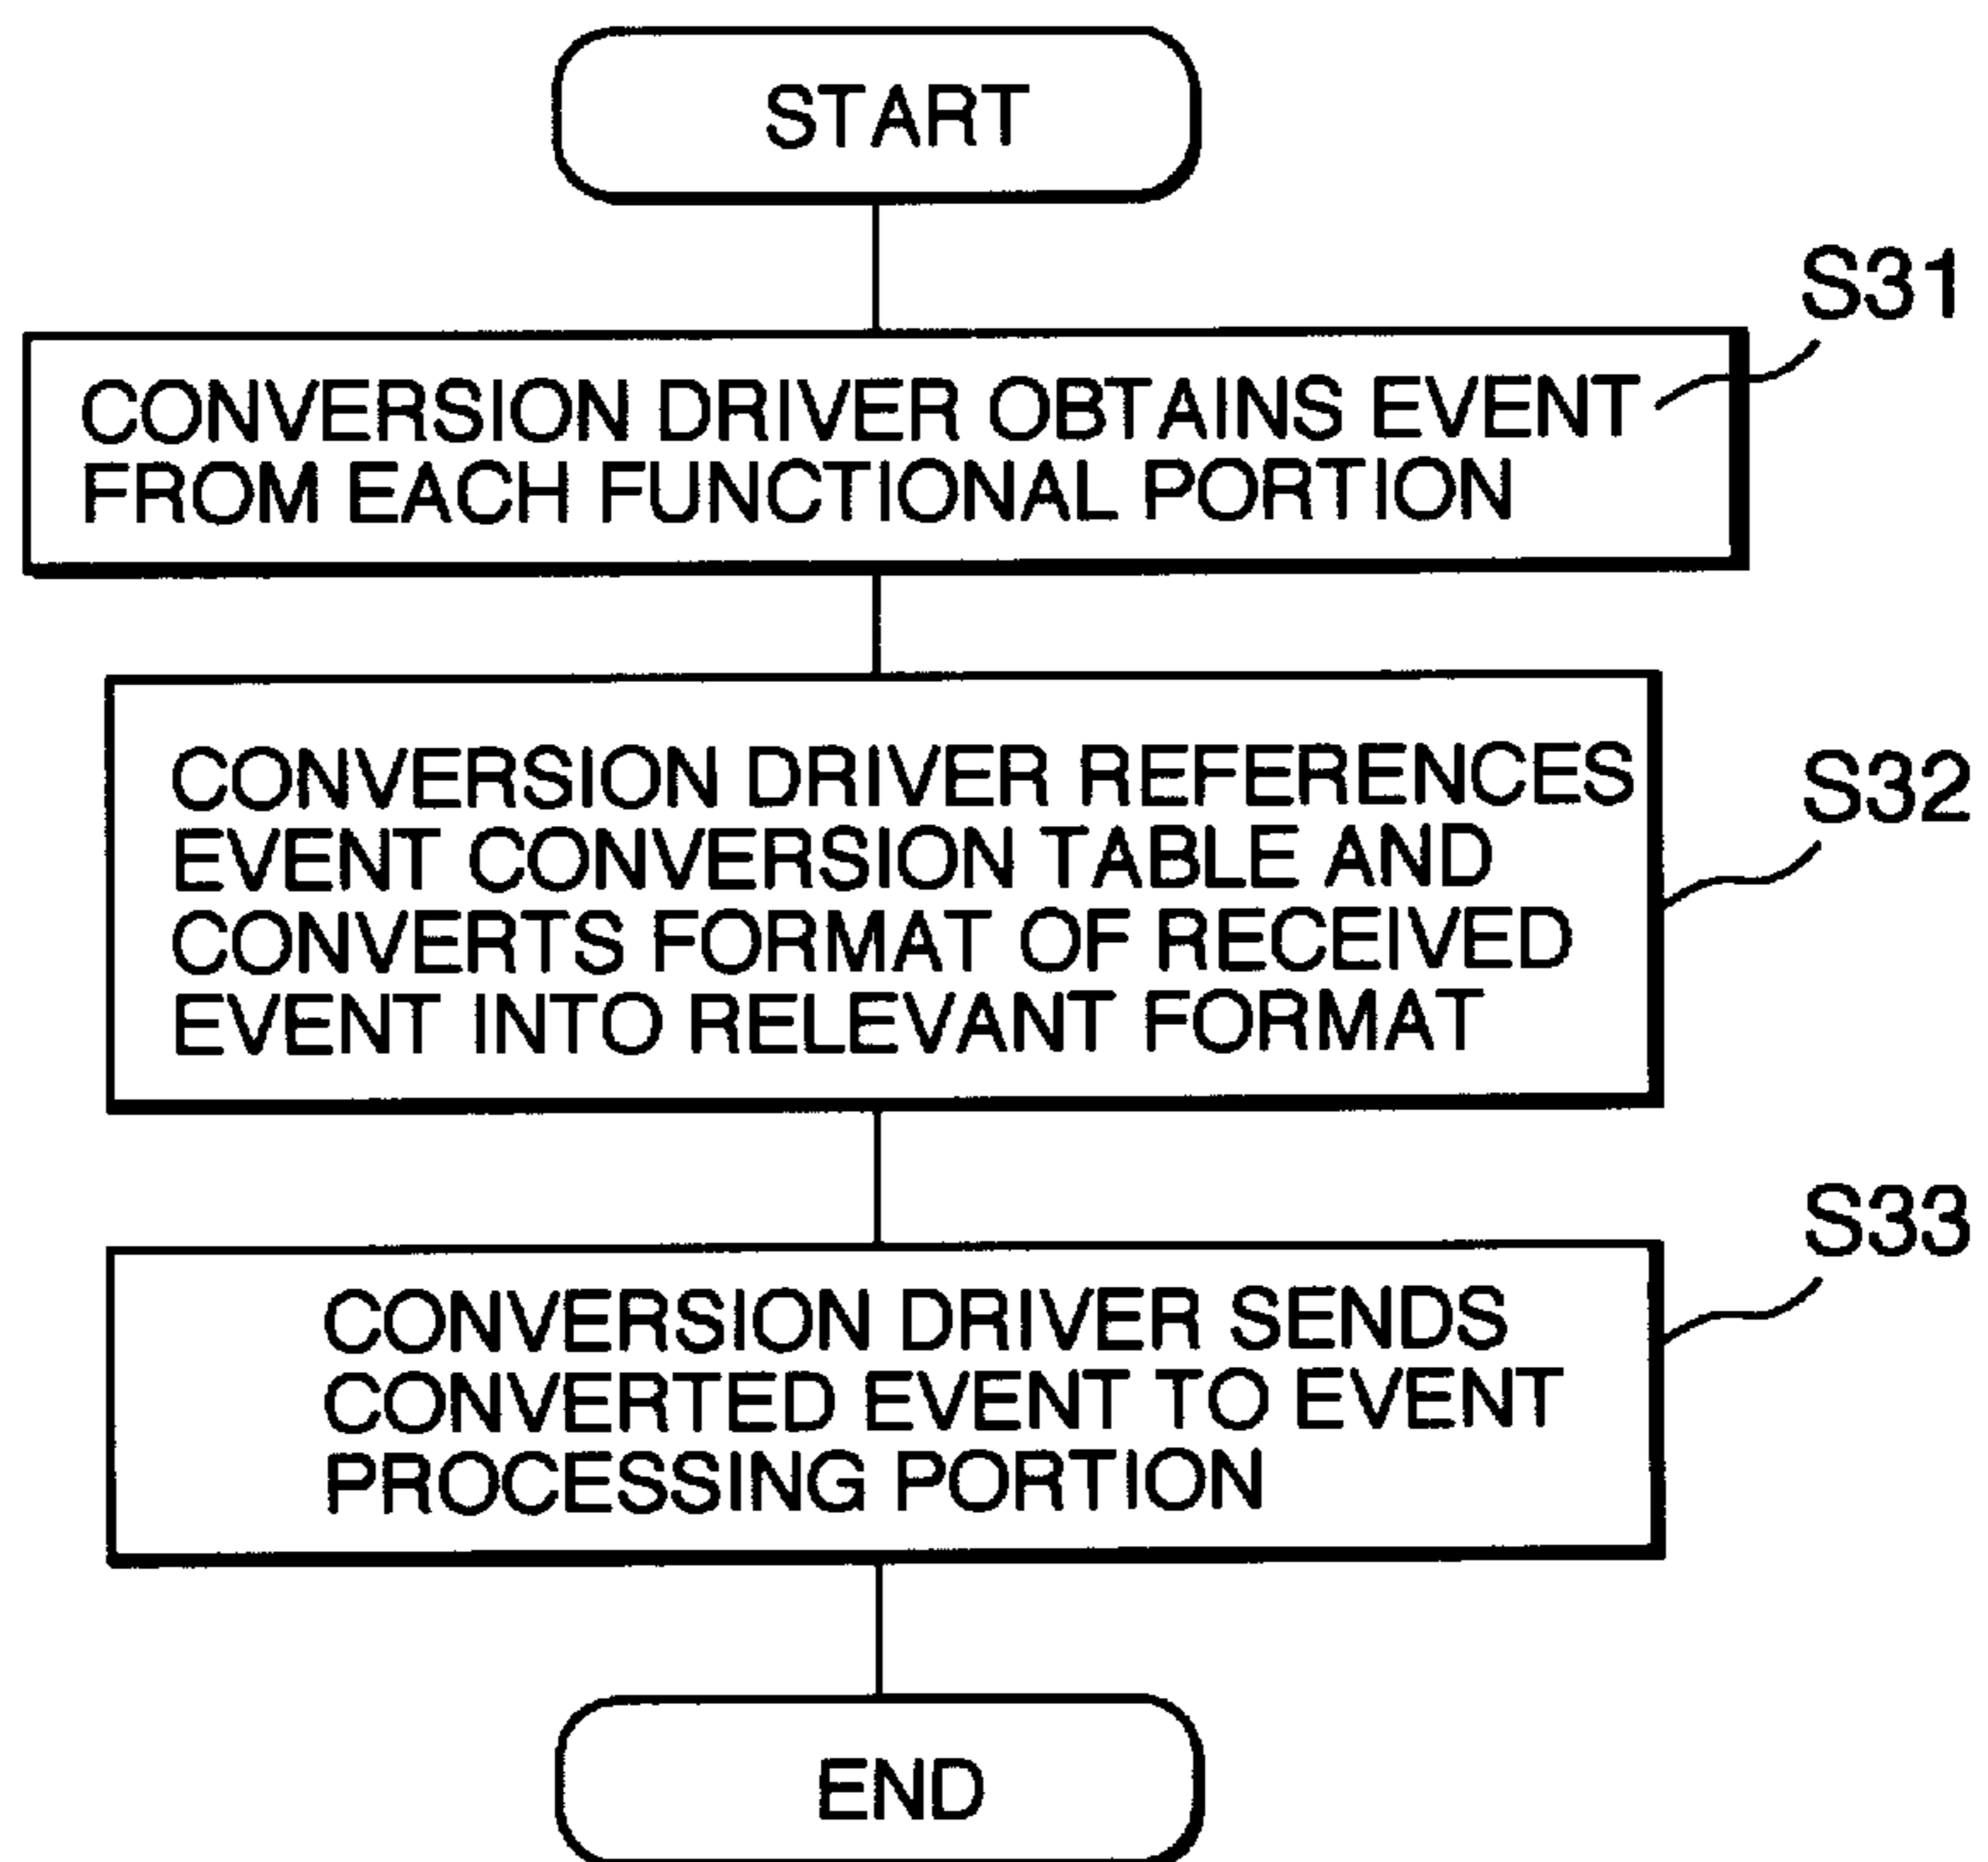 START
S31
CONVERSION DRIVER OBTAINS EVENT
FROM EACH FUNCTIONAL PORTION
S32
CONVERSION DRIVER REFERENCES
EVENT CONVERSION TABLE AND
CONVERTS FORMAT OF RECEIVED
EVENT INTO RELEVANT FORMAT
S33
CONVERSION DRIVER SENDS
CONVERTED EVENT TO EVENT
PROCESSING PORTION
END